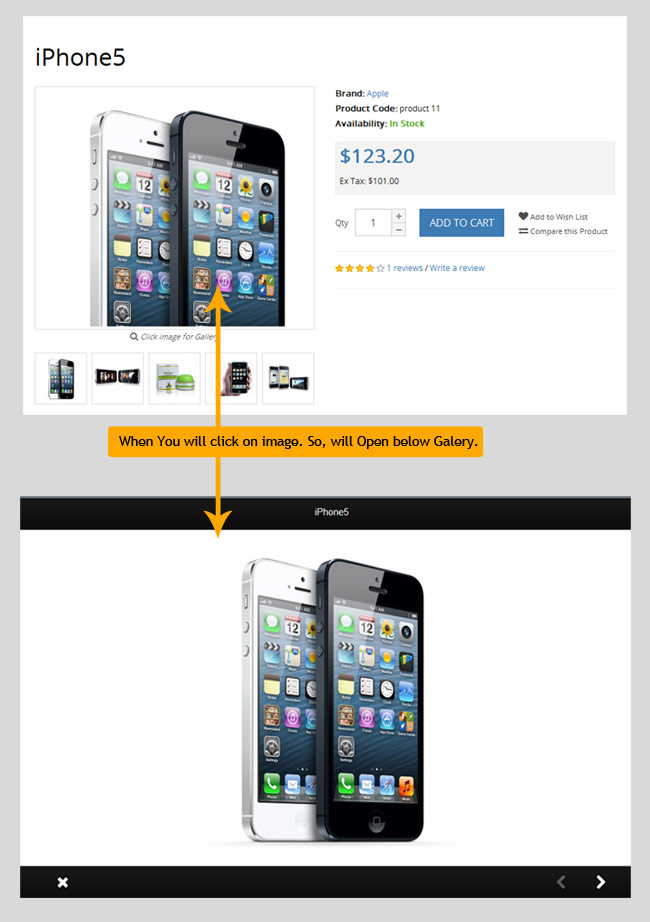 iPhone5
Brand: Apple
Product Code: product 11
Availability: In Stock
$123.20
Ex Tax: $101.00
Qty 1 + −
ADD TO CART
Add to Wish List
Compare this Product
1 reviews / Write a review
Click image for Gallery
When You will click on image. So, will Open below Galery.
iPhone5